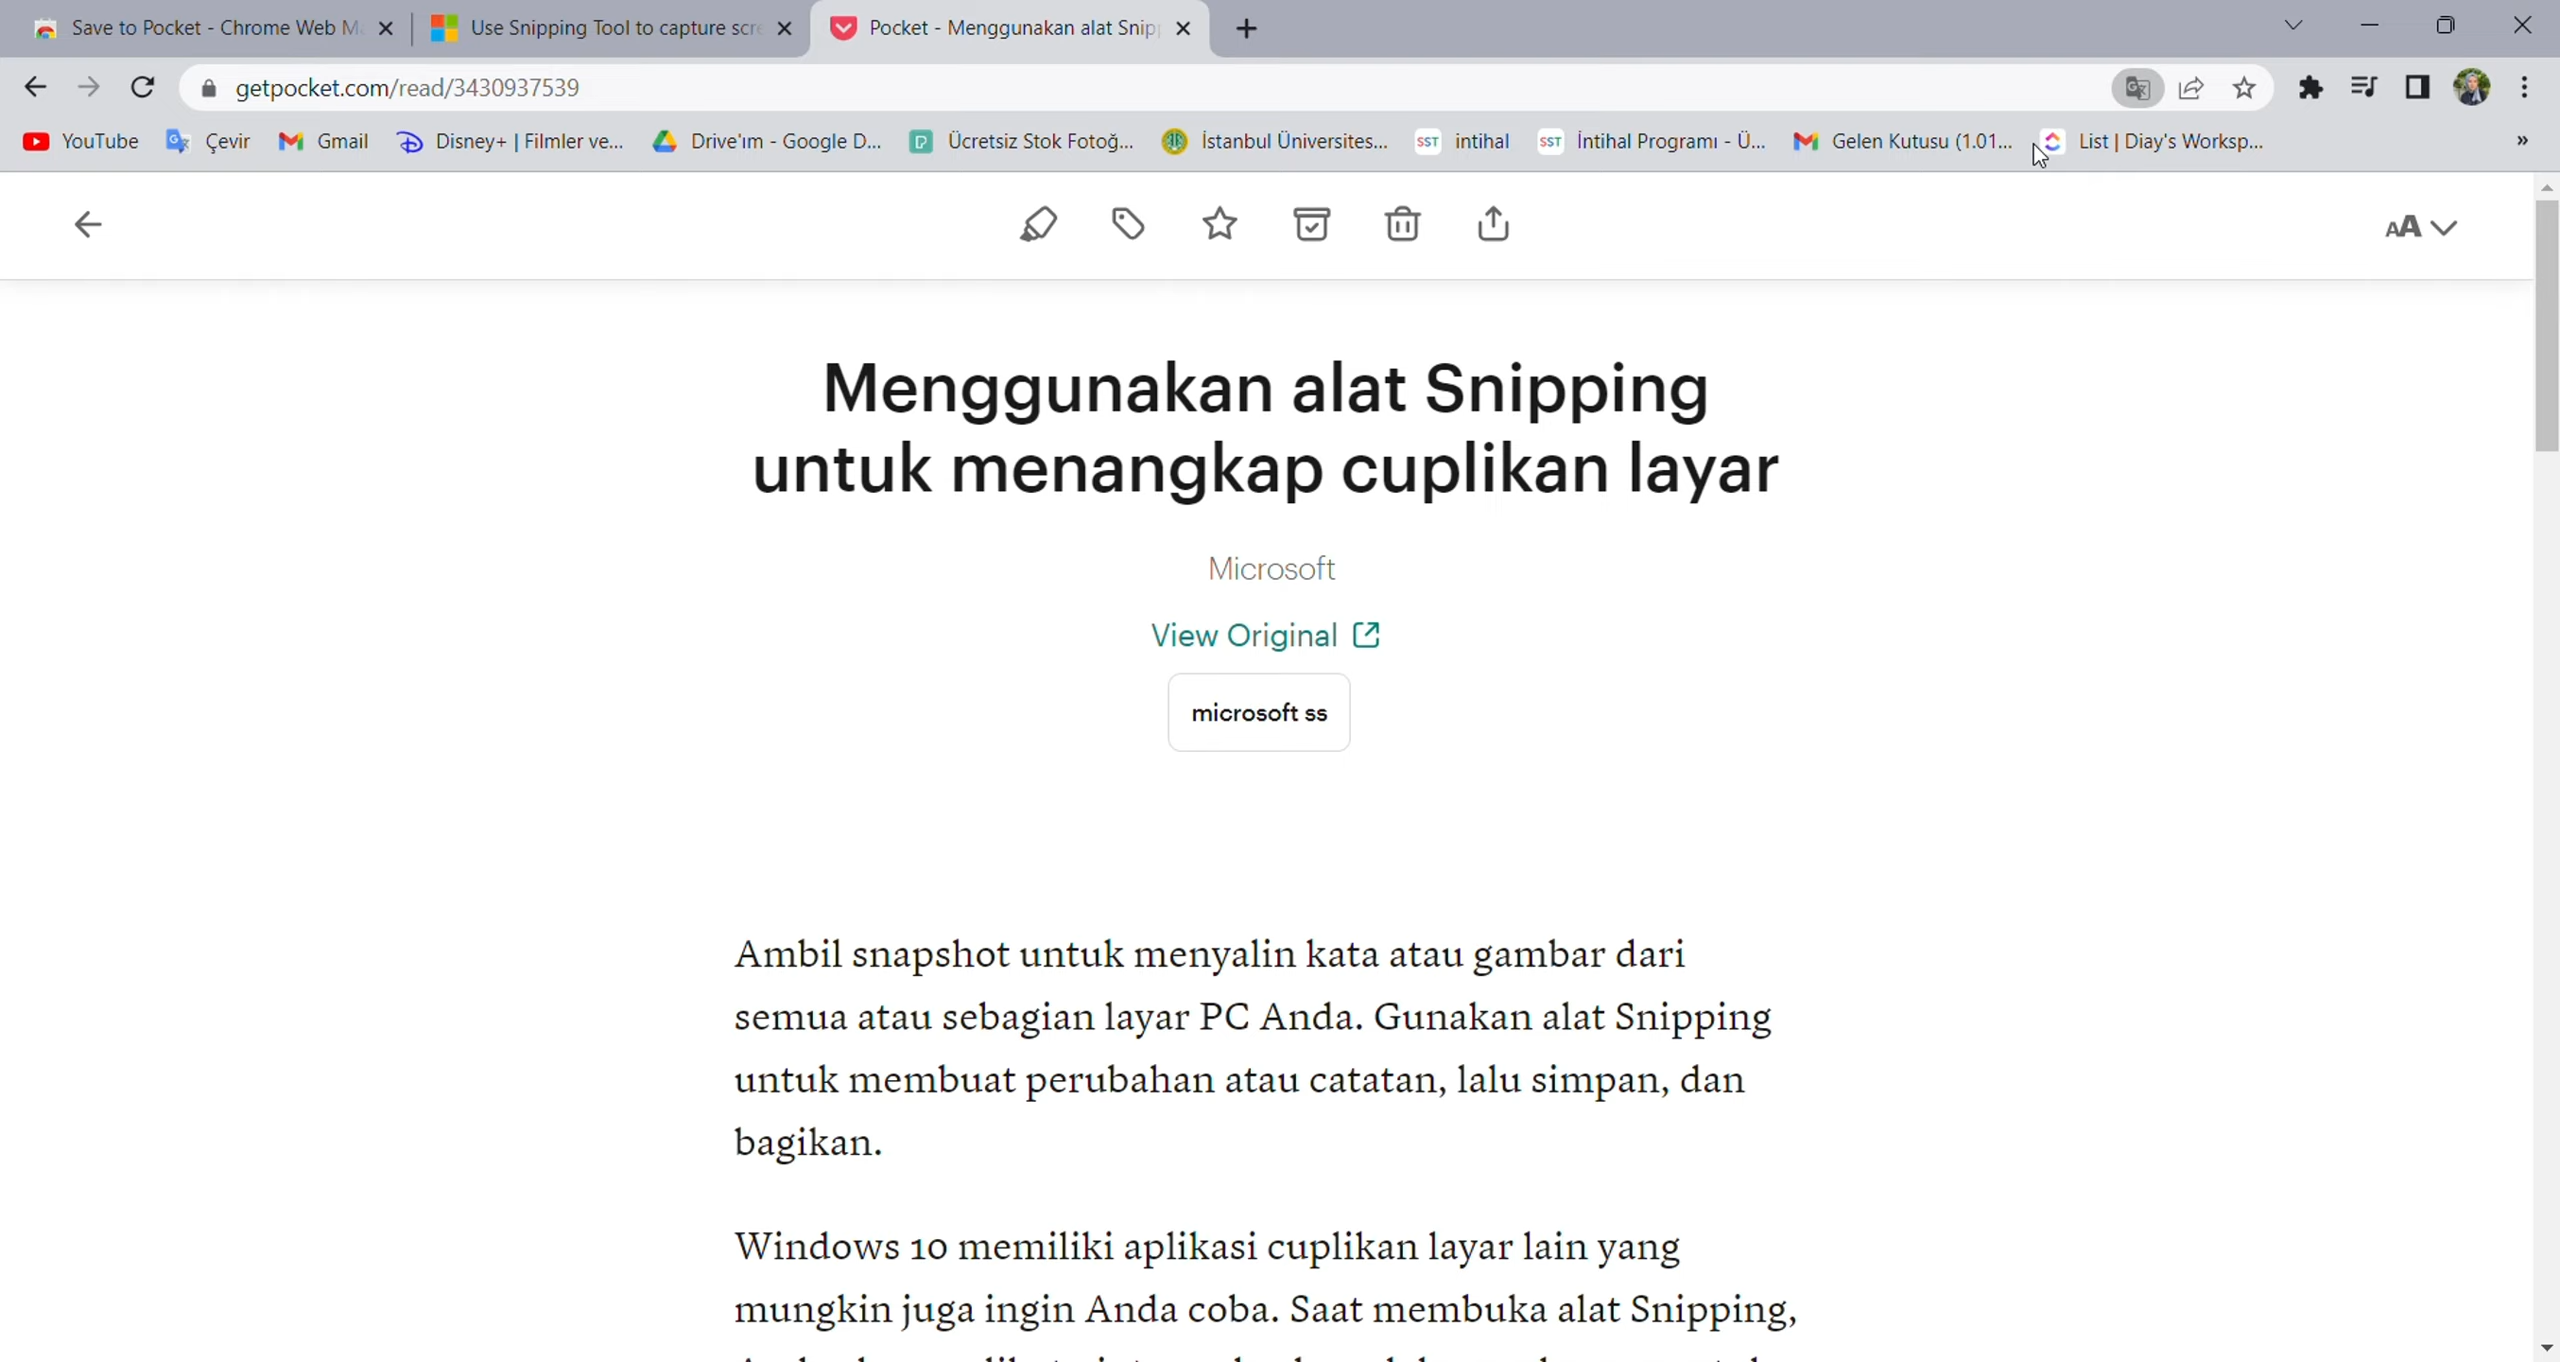 Save to Pocket - Chrome Web M
Use Snipping Tool to capture scre
Pocket - Menggunakan alat Snip
getpocket.com/read/3430937539
YouTube
Çevir
Gmail
Disney+ | Filmler ve...
Drive'ım - Google D...
Ücretsiz Stok Fotoğ...
İstanbul Üniversites...
SST intihal
SST İntihal Programı - Ü...
Gelen Kutusu (1.01...
List | Diay's Worksp...
»
AA
Menggunakan alat Snipping
untuk menangkap cuplikan layar
Microsoft
View Original
microsoft ss
Ambil snapshot untuk menyalin kata atau gambar dari
semua atau sebagian layar PC Anda. Gunakan alat Snipping
untuk membuat perubahan atau catatan, lalu simpan, dan
bagikan.
Windows 10 memiliki aplikasi cuplikan layar lain yang
mungkin juga ingin Anda coba. Saat membuka alat Snipping,